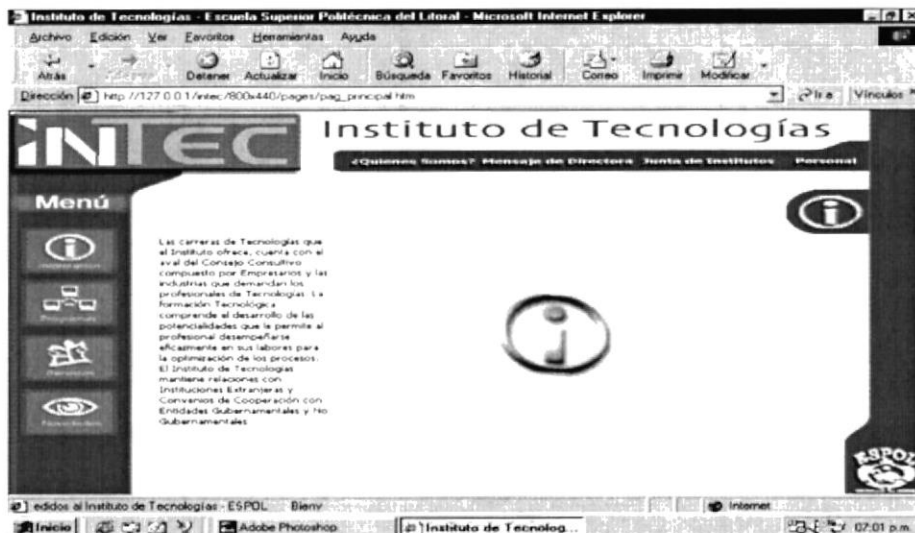 Instituto de Tecnologías - Escuela Superior Politécnica del Litoral - Microsoft Internet Explorer
Archivo Edición Ver Favoritos Herramientas Ayuda
Atrás Detener Actualizar Inicio Búsqueda Favoritos Historial Correo Imprimir Modificar
Dirección http://127.0.0.1/intec/800x440/pages/pag_principal.htm Ir a Vínculos »
INTEC
Instituto de Tecnologías
¿Quienes Somos? Mensaje de Directora Junta de Institutos Personal
Menú
Las carreras de Tecnologías que
el Instituto ofrece, cuenta con el
aval del Consejo Consultivo
compuesto por Empresarios y las
industrias que demandan los
profesionales de Tecnologías. La
formación Tecnológica
comprende el desarrollo de las
potencialidades que le permite al
profesional desempeñarse
eficazmente en sus labores para
la optimización de los procesos.
El Instituto de Tecnologías
mantiene relaciones con
Instituciones Extranjeras y
Convenios de Cooperación con
Entidades Gubernamentales y No
Gubernamentales
Programas
Novedades
ESPOL
edidos al Instituto de Tecnologías - ESPOL Bienv
Internet
Inicio Adobe Photoshop Instituto de Tecnolog... 07:01 p.m.